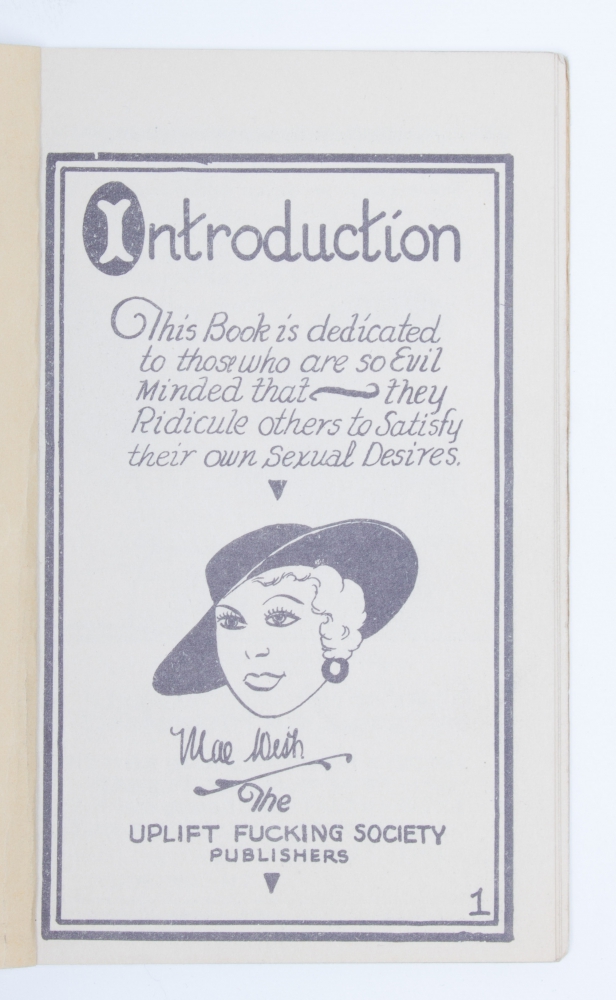 Introduction
This Book is dedicated
to those who are so Evil
Minded that they
Ridicule others to Satisfy
their own Sexual Desires.
Mae West
The
UPLIFT FUCKING SOCIETY
PUBLISHERS
1